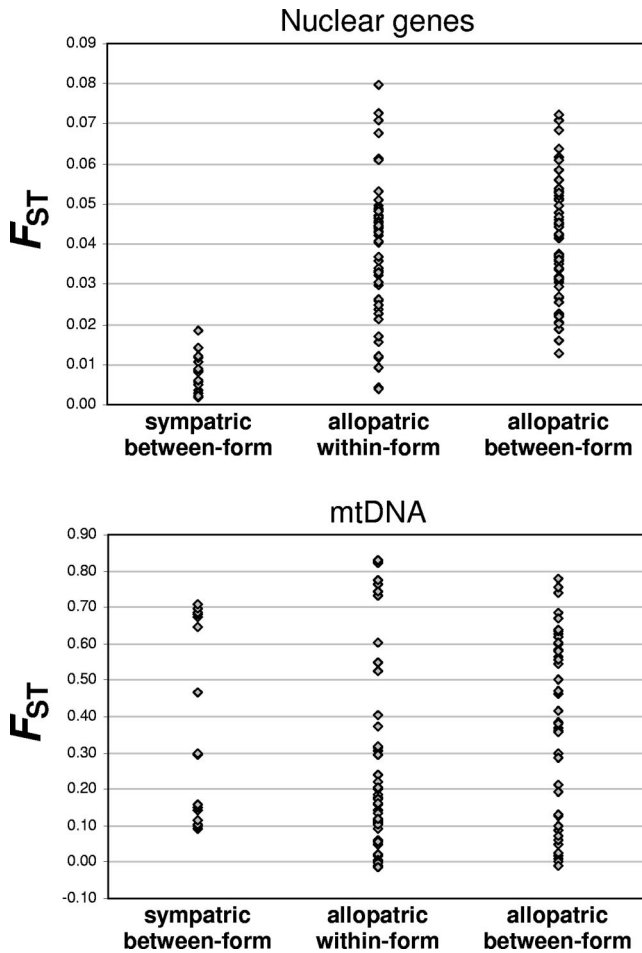 Nuclear genes
0.09
0.08
0.07
0.06
0.05
0.04
0.03
0.02
0.01
0.00
FST
sympatric between-form
allopatric within-form
allopatric between-form
mtDNA
0.90
0.80
0.70
0.60
0.50
0.40
0.30
0.20
0.10
0.00
-0.10
FST
sympatric between-form
allopatric within-form
allopatric between-form